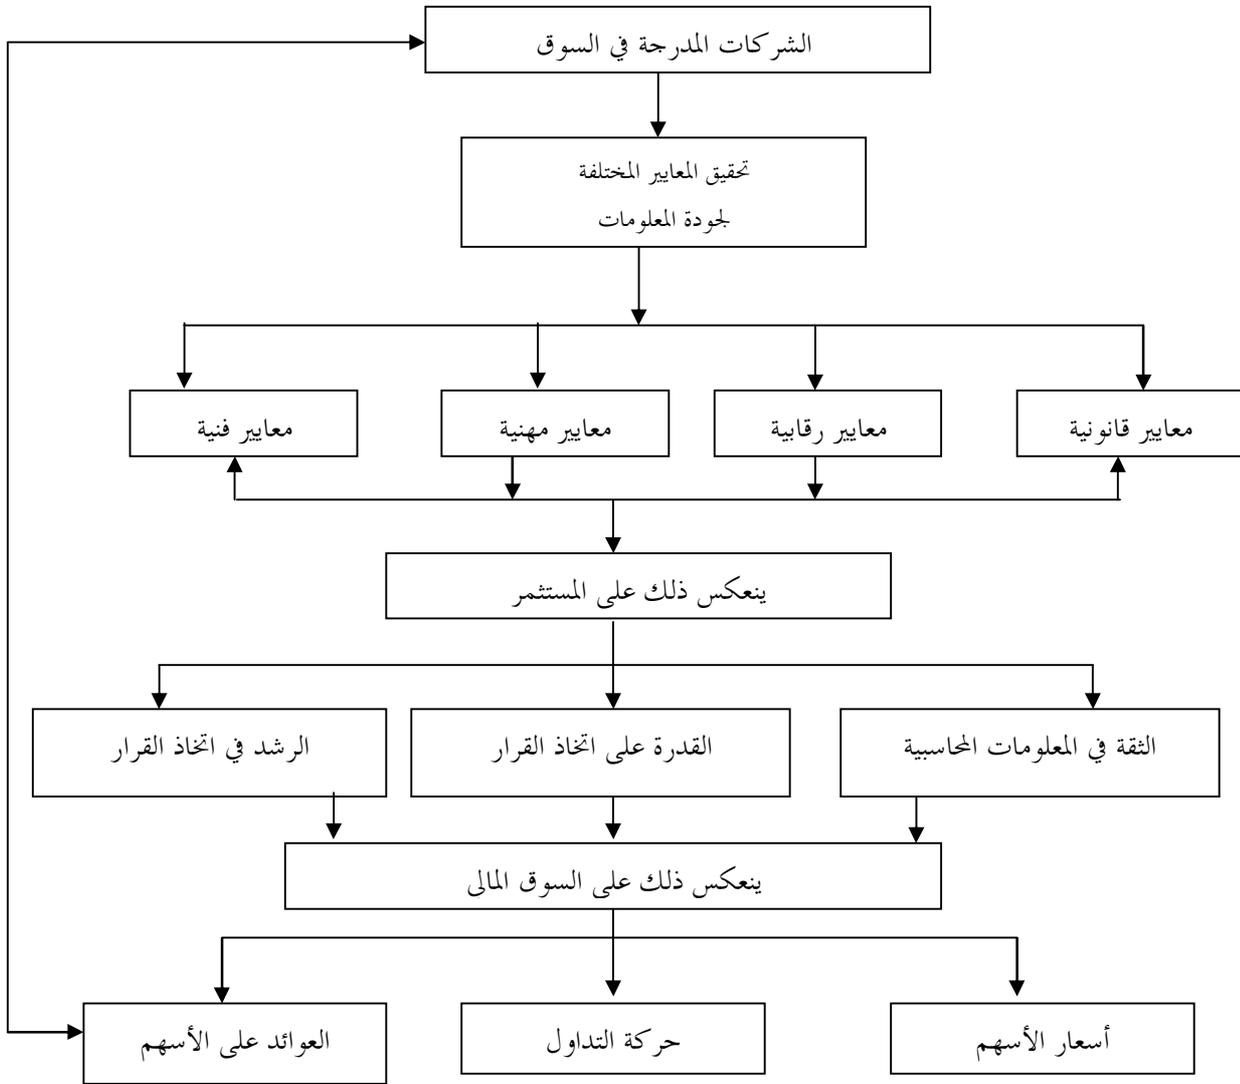 الشركات المدرجة في السوق
تحقيق المعايير المختلفة
لجودة المعلومات
معايير قانونية
معايير رقابية
معايير مهنية
معايير فنية
ينعكس ذلك على المستثمر
الثقة في المعلومات المحاسبية
القدرة على اتخاذ القرار
الرشد في اتخاذ القرار
ينعكس ذلك على السوق المالى
أسعار الأسهم
حركة التداول
العوائد على الأسهم